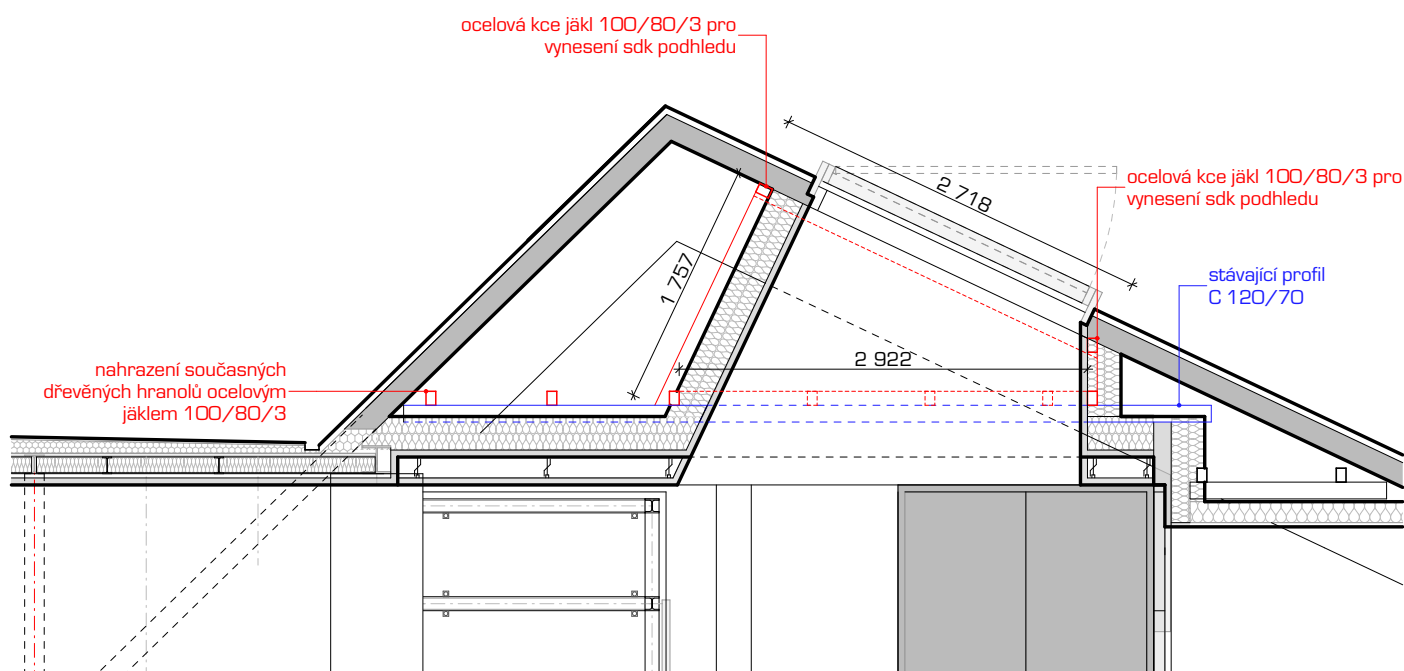 ocelová kce jäkl 100/80/3 pro
vynesení sdk podhledu
2 718
ocelová kce jäkl 100/80/3 pro
vynesení sdk podhledu
1 757
stávající profil
C 120/70
2 922
nahrazení současných
dřevěných hranolů ocelovým
jäklem 100/80/3